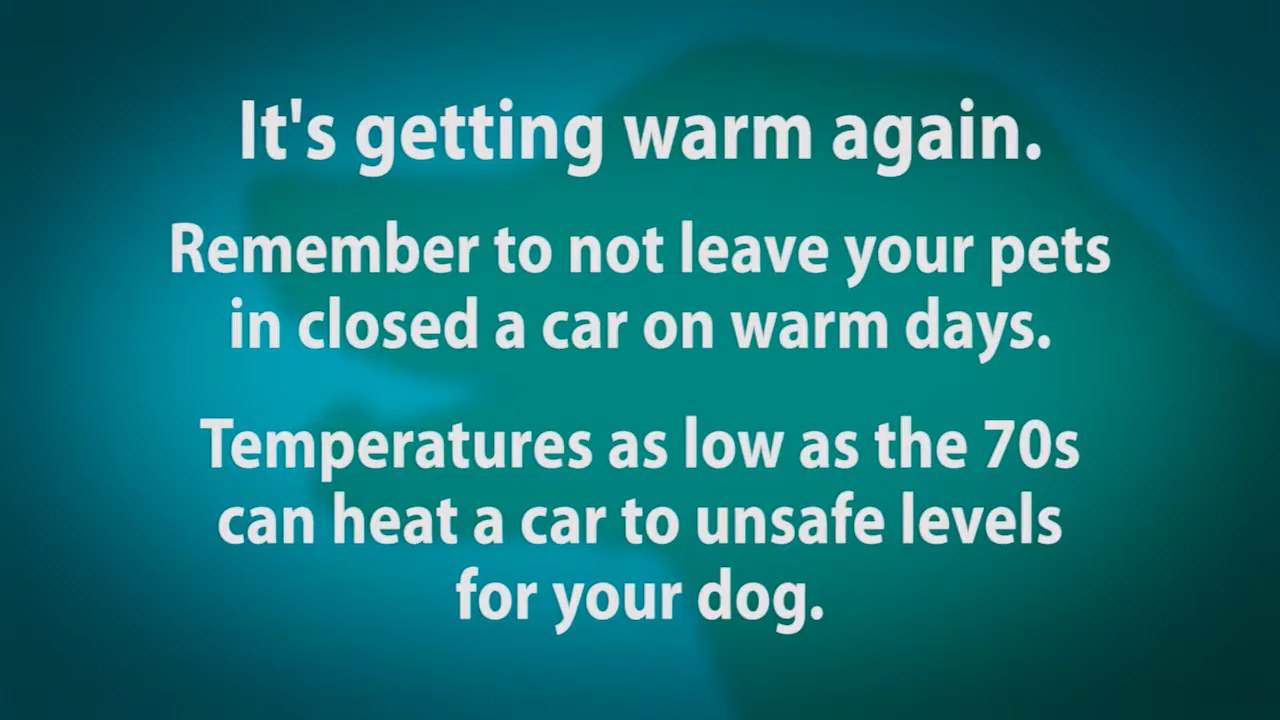 It's getting warm again.
Remember to not leave your pets
in closed a car on warm days.
Temperatures as low as the 70s
can heat a car to unsafe levels
for your dog.